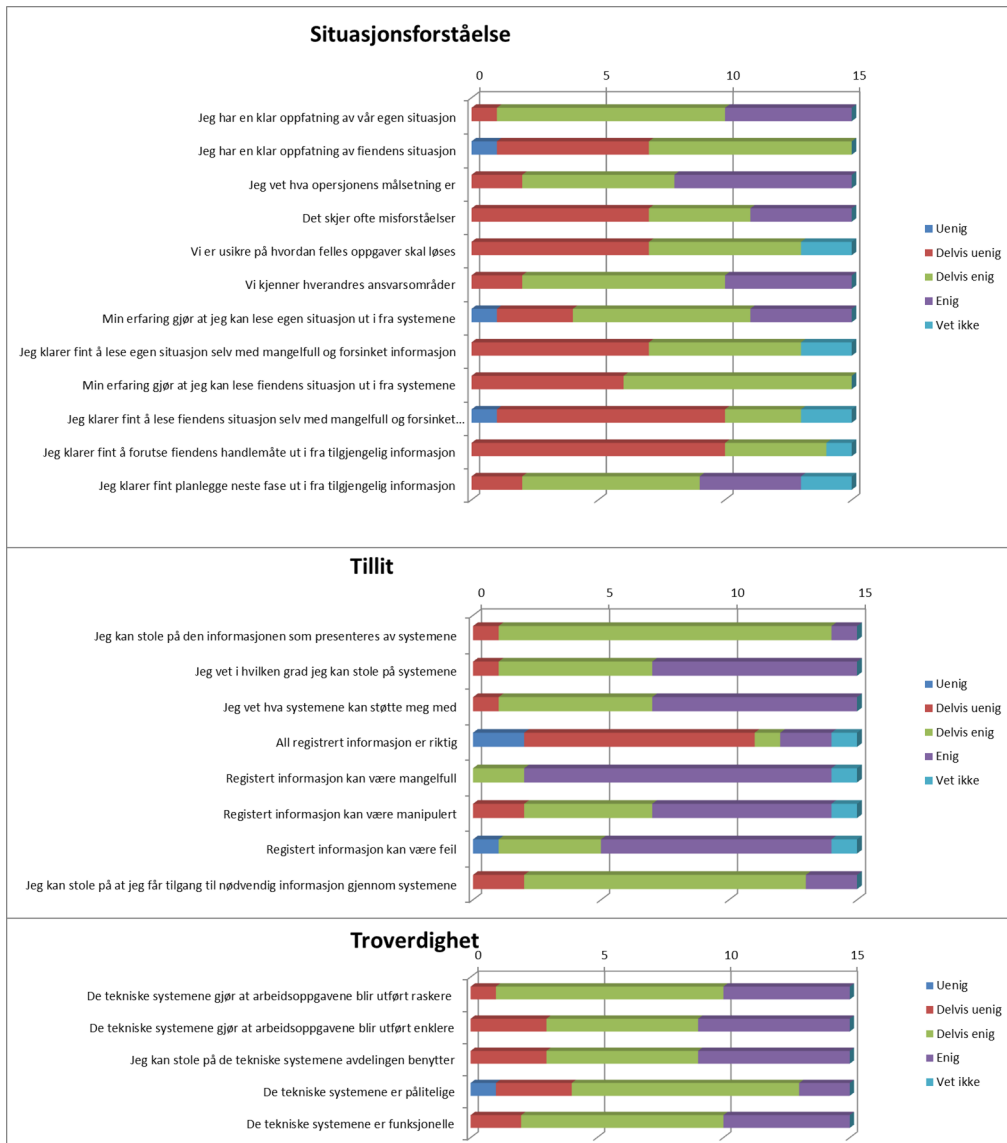 Situasjonsforståelse
0 5 10 15
Jeg har en klar oppfatning av vår egen situasjon
Jeg har en klar oppfatning av fiendens situasjon
Jeg vet hva opersjonens målsetning er
Det skjer ofte misforståelser
Vi er usikre på hvordan felles oppgaver skal løses
Vi kjenner hverandres ansvarsområder
Min erfaring gjør at jeg kan lese egen situasjon ut i fra systemene
Jeg klarer fint å lese egen situasjon selv med mangelfull og forsinket informasjon
Min erfaring gjør at jeg kan lese fiendens situasjon ut i fra systemene
Jeg klarer fint å lese fiendens situasjon selv med mangelfull og forsinket...
Jeg klarer fint å forutse fiendens handlemåte ut i fra tilgjengelig informasjon
Jeg klarer fint planlegge neste fase ut i fra tilgjengelig informasjon
Uenig
Delvis uenig
Delvis enig
Enig
Vet ikke
Tillit
0 5 10 15
Jeg kan stole på den informasjonen som presenteres av systemene
Jeg vet i hvilken grad jeg kan stole på systemene
Jeg vet hva systemene kan støtte meg med
All registrert informasjon er riktig
Registert informasjon kan være mangelfull
Registert informasjon kan være manipulert
Registert informasjon kan være feil
Jeg kan stole på at jeg får tilgang til nødvendig informasjon gjennom systemene
Uenig
Delvis uenig
Delvis enig
Enig
Vet ikke
Troverdighet
0 5 10 15
De tekniske systemene gjør at arbeidsoppgavene blir utført raskere
De tekniske systemene gjør at arbeidsoppgavene blir utført enklere
Jeg kan stole på de tekniske systemene avdelingen benytter
De tekniske systemene er pålitelige
De tekniske systemene er funksjonelle
Uenig
Delvis uenig
Delvis enig
Enig
Vet ikke